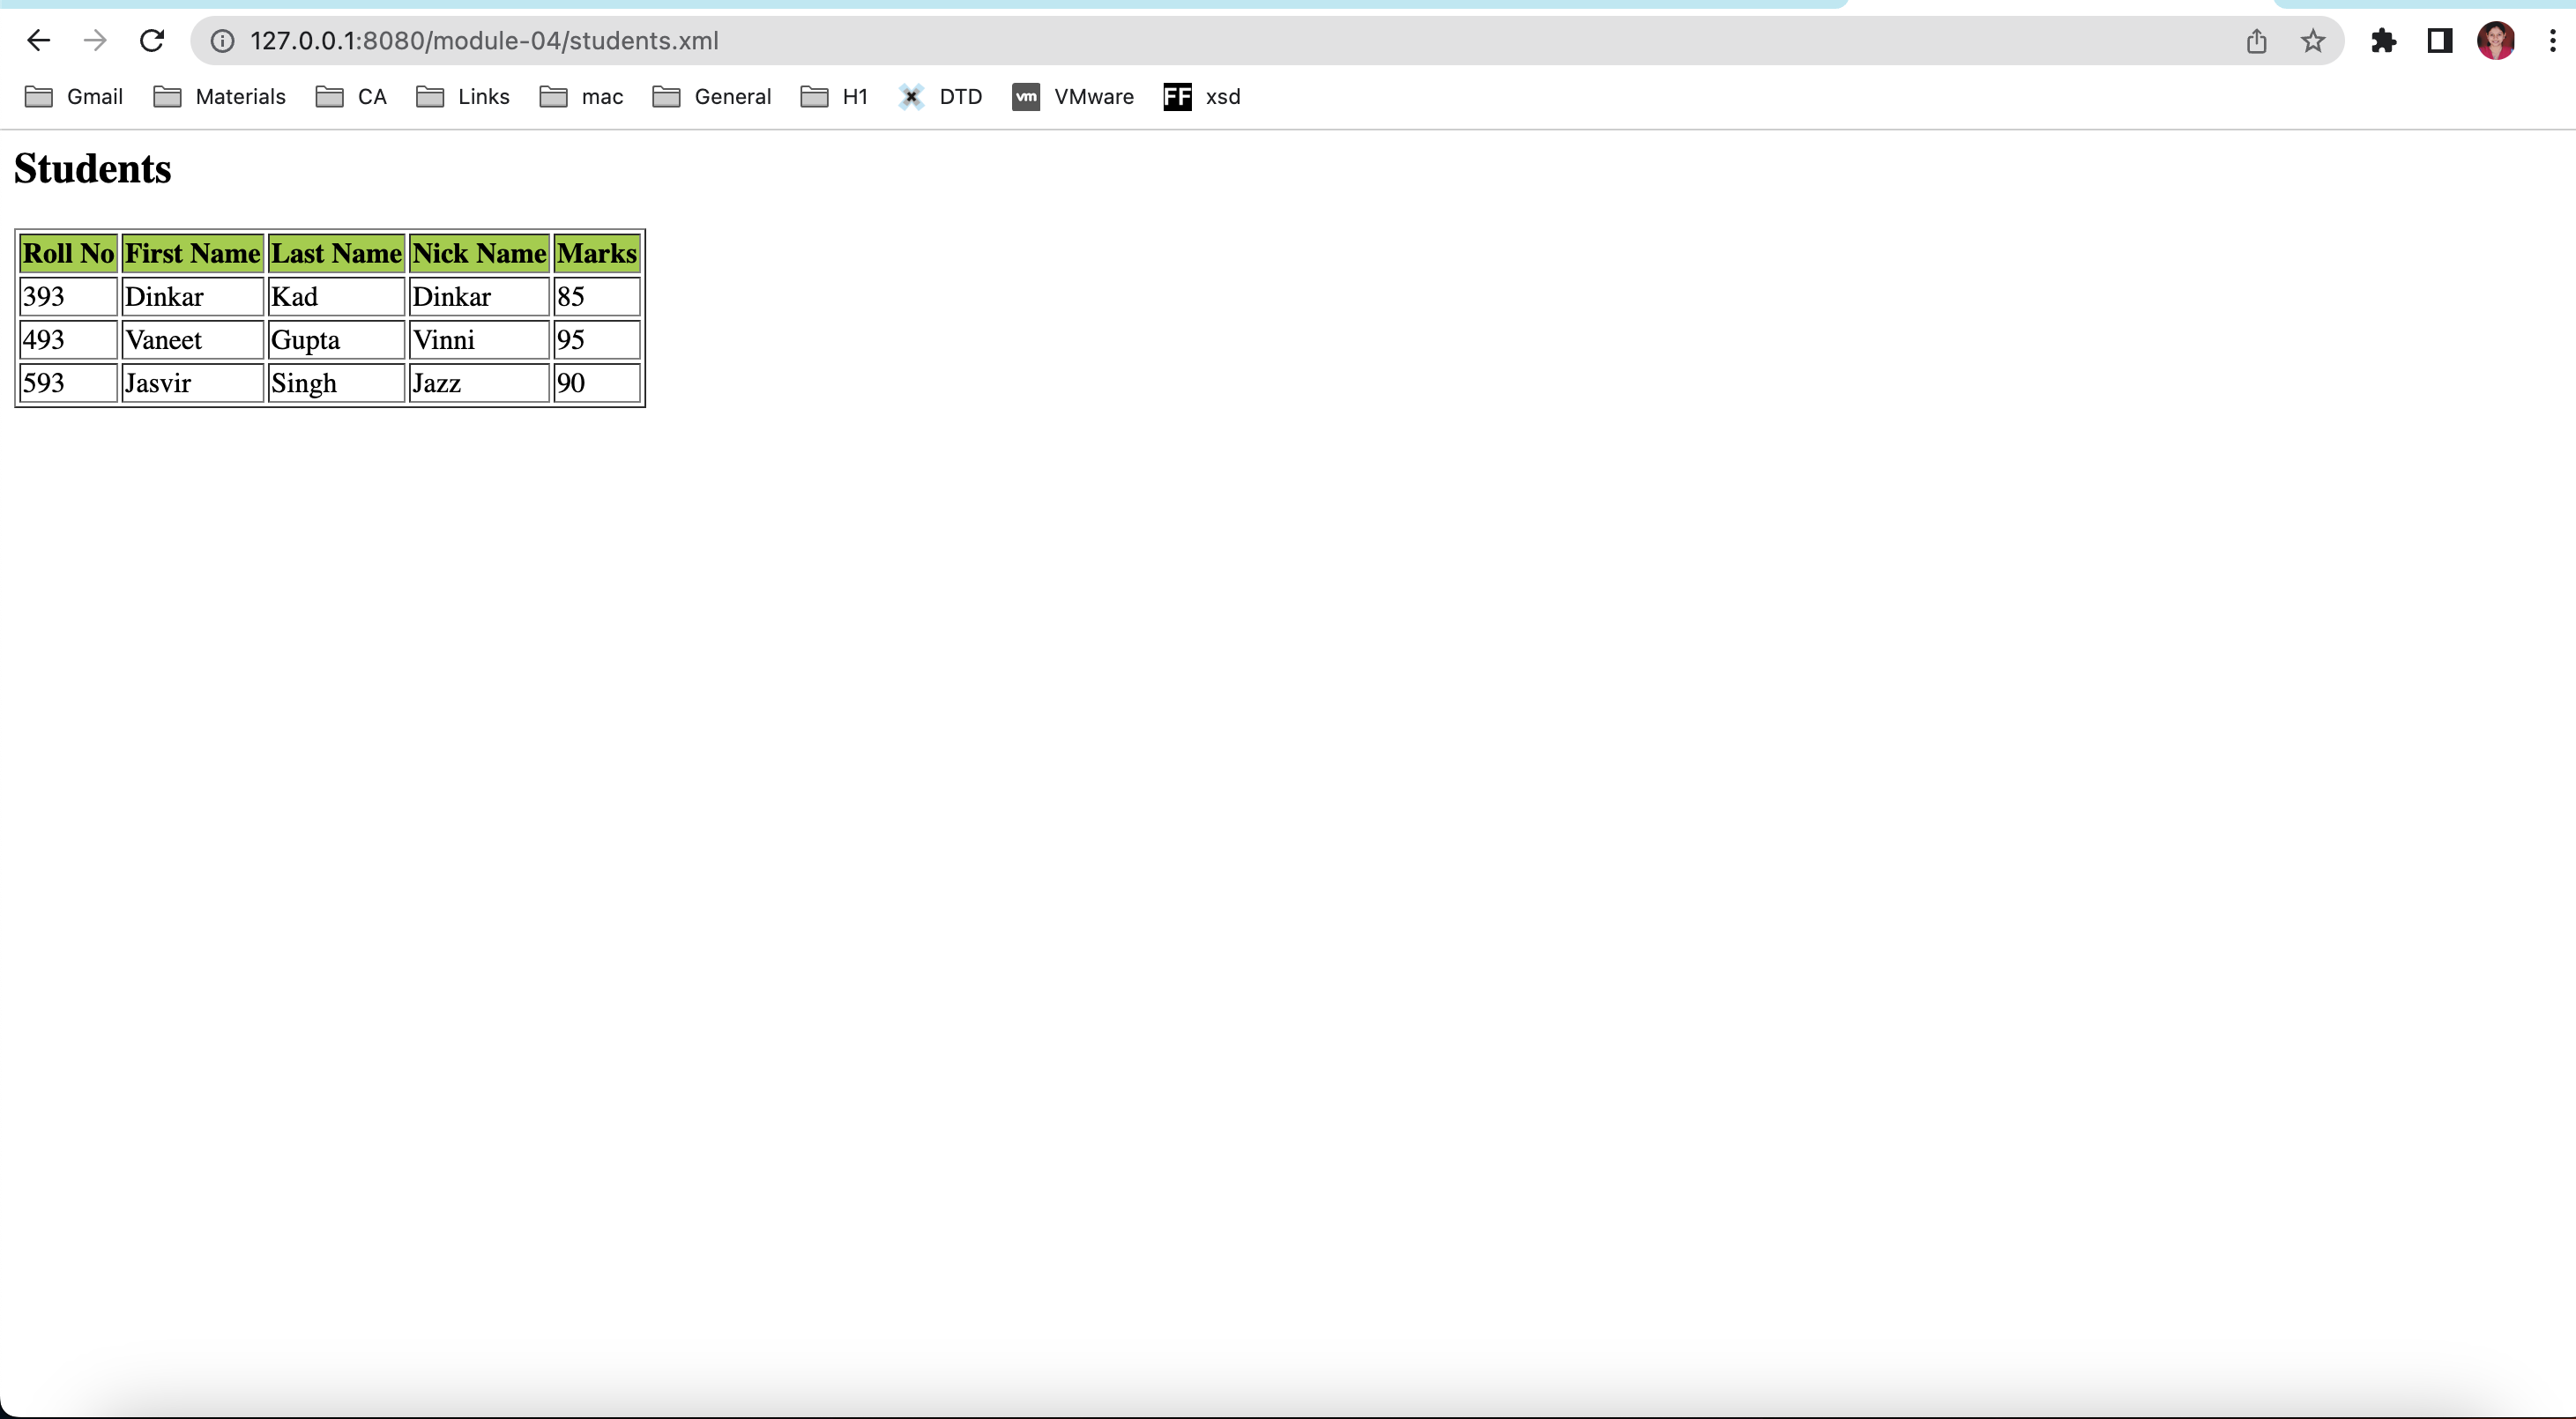 127.0.0.1:8080/module-04/students.xml
Gmail Materials CA Links mac General H1 DTD vm VMware FF xsd
Students
Roll No First Name Last Name Nick Name Marks
393 Dinkar Kad Dinkar 85
493 Vaneet Gupta Vinni 95
593 Jasvir Singh Jazz 90